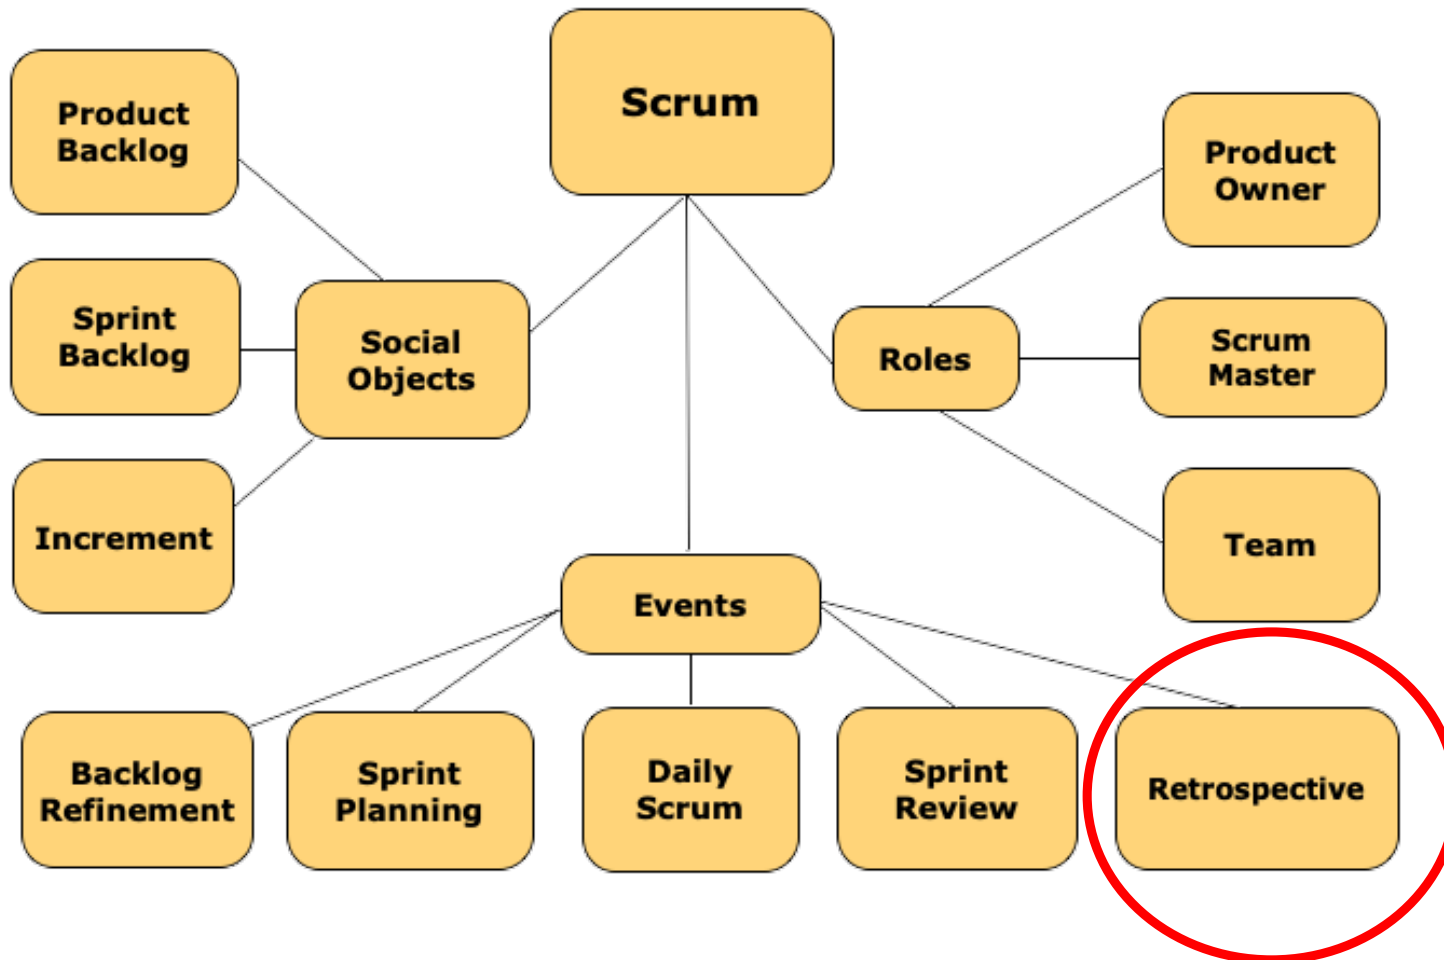 Scrum
Product
Backlog
Sprint
Backlog
Increment
Social
Objects
Roles
Product
Owner
Scrum
Master
Team
Events
Backlog
Refinement
Sprint
Planning
Daily
Scrum
Sprint
Review
Retrospective